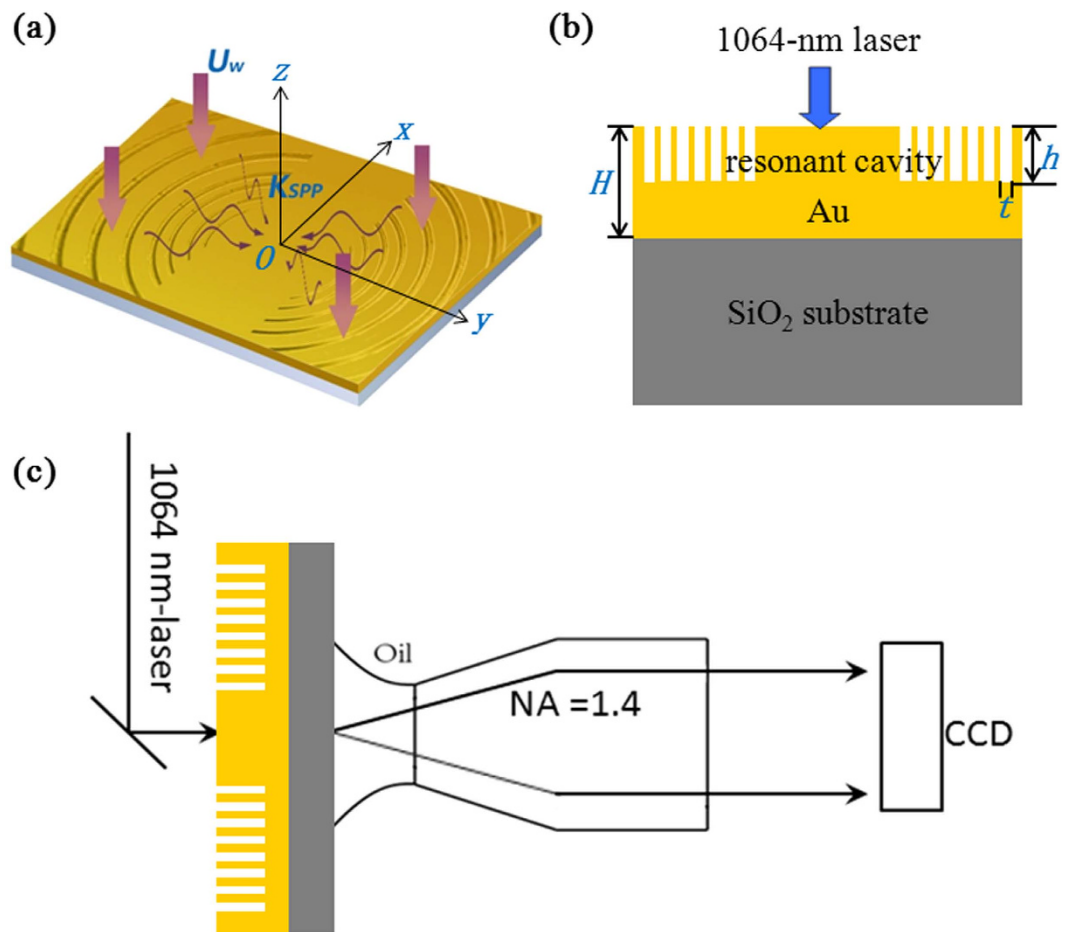 (a)
U_w
z
x
K_SPP
O
y
(b)
1064-nm laser
H
resonant cavity
h
Au
t
SiO₂ substrate
(c)
1064 nm-laser
Oil
NA =1.4
CCD